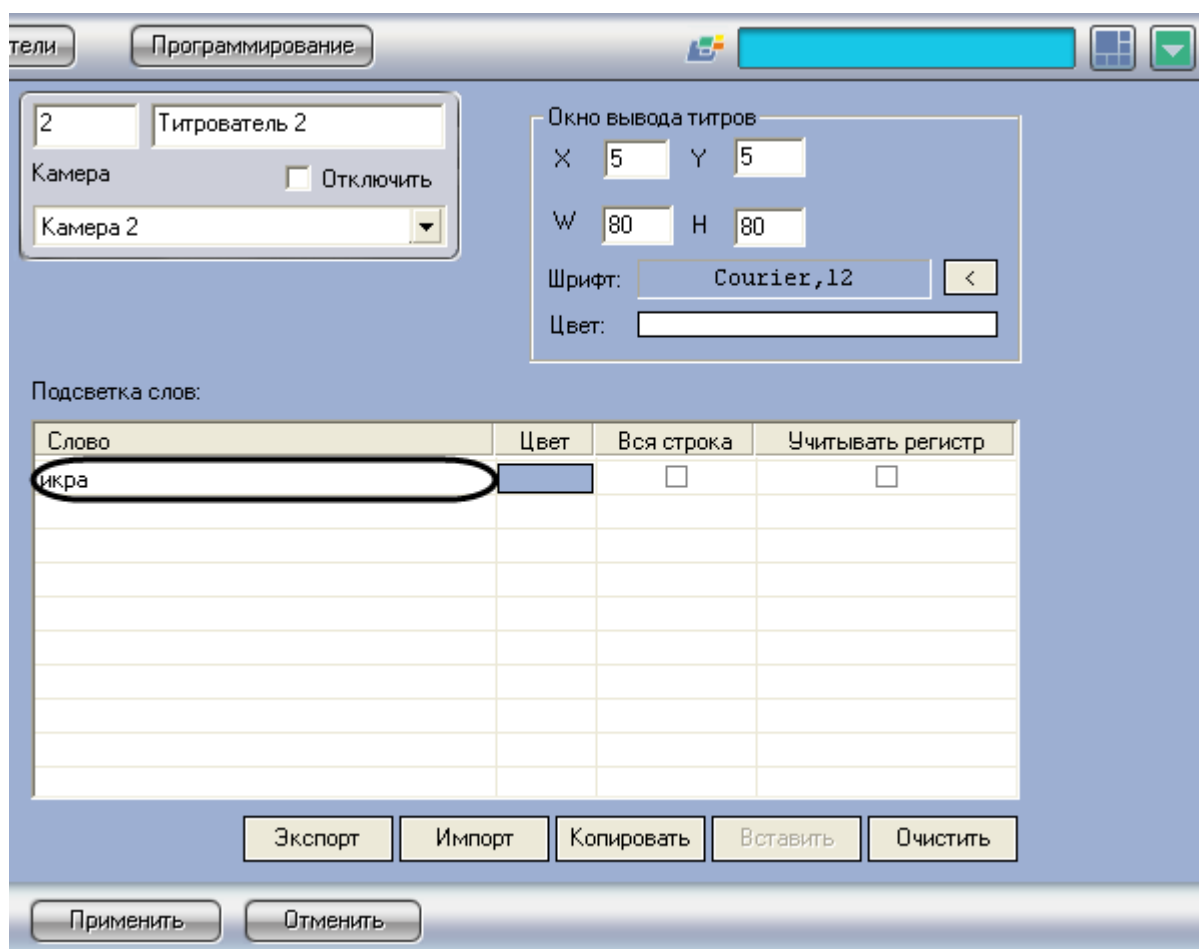 тели Программирование
2 Титрователь 2
Камера Отключить
Камера 2
Окно вывода титров
X 5 Y 5
W 80 H 80
Шрифт: Courier,12 <
Цвет:
Подсветка слов:
Слово Цвет Вся строка Учитывать регистр
икра
Экспорт Импорт Копировать Вставить Очистить
Применить Отменить